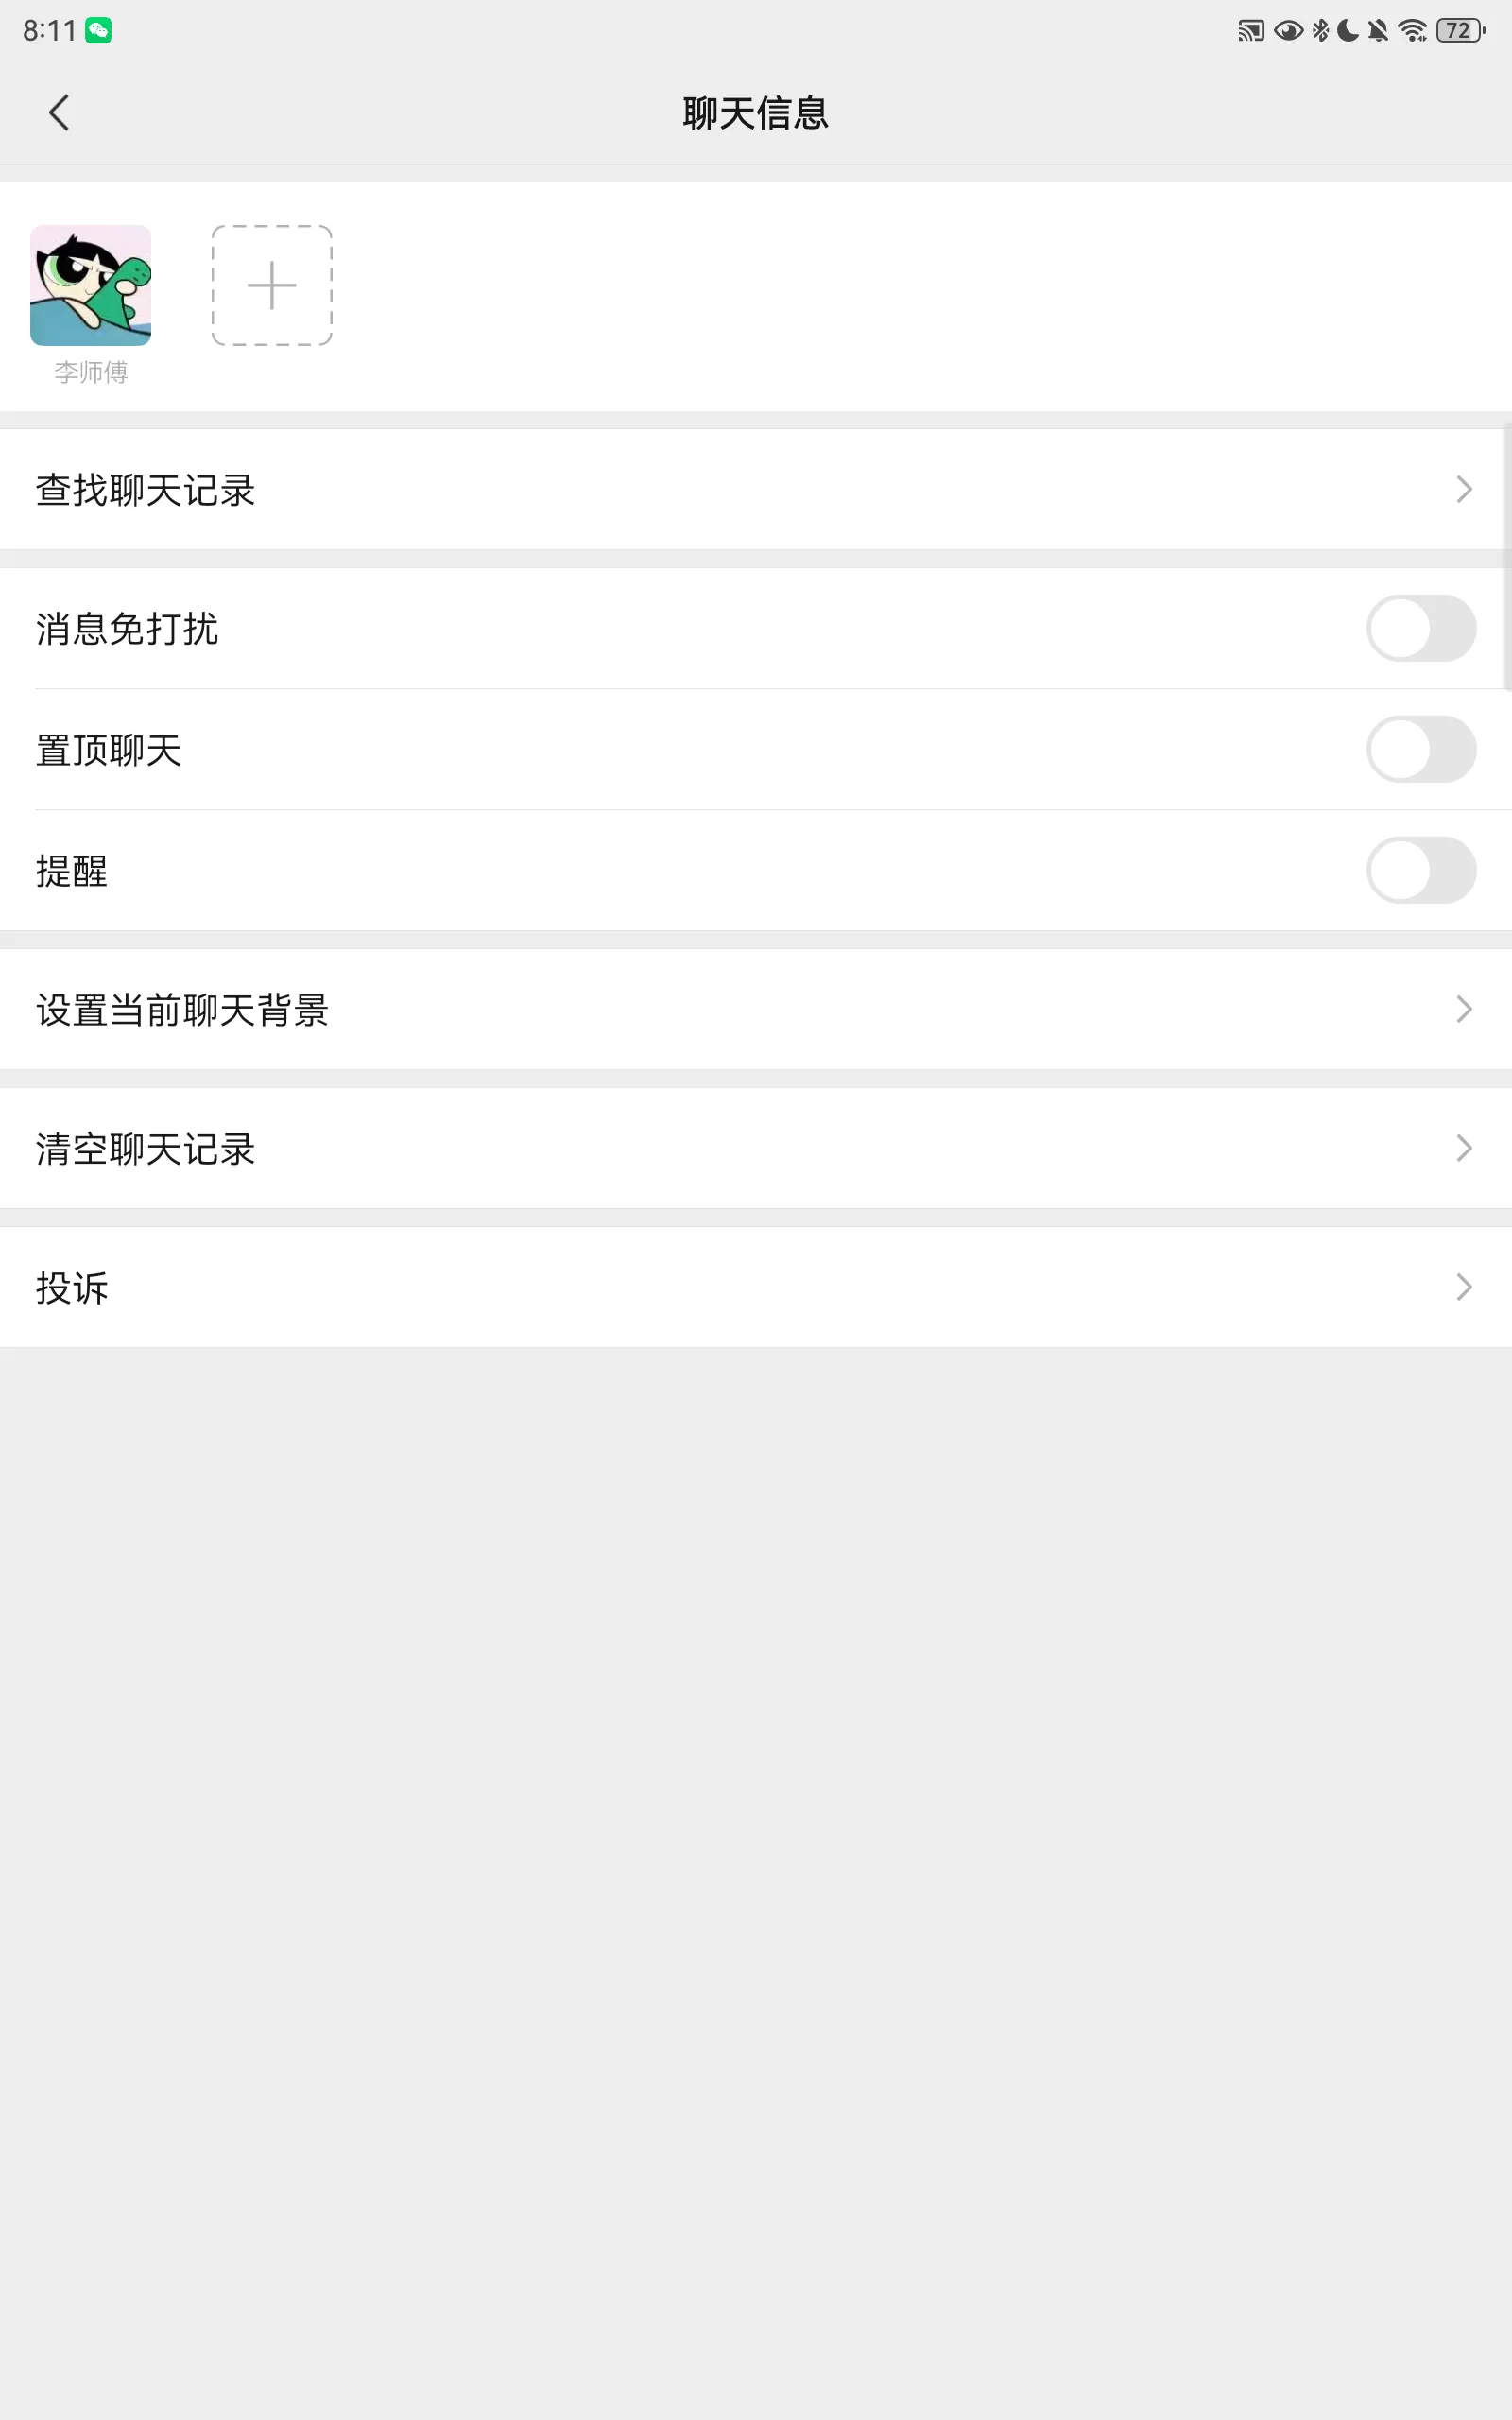 8:11
72
聊天信息
李师傅
查找聊天记录
消息免打扰
置顶聊天
提醒
设置当前聊天背景
清空聊天记录
投诉